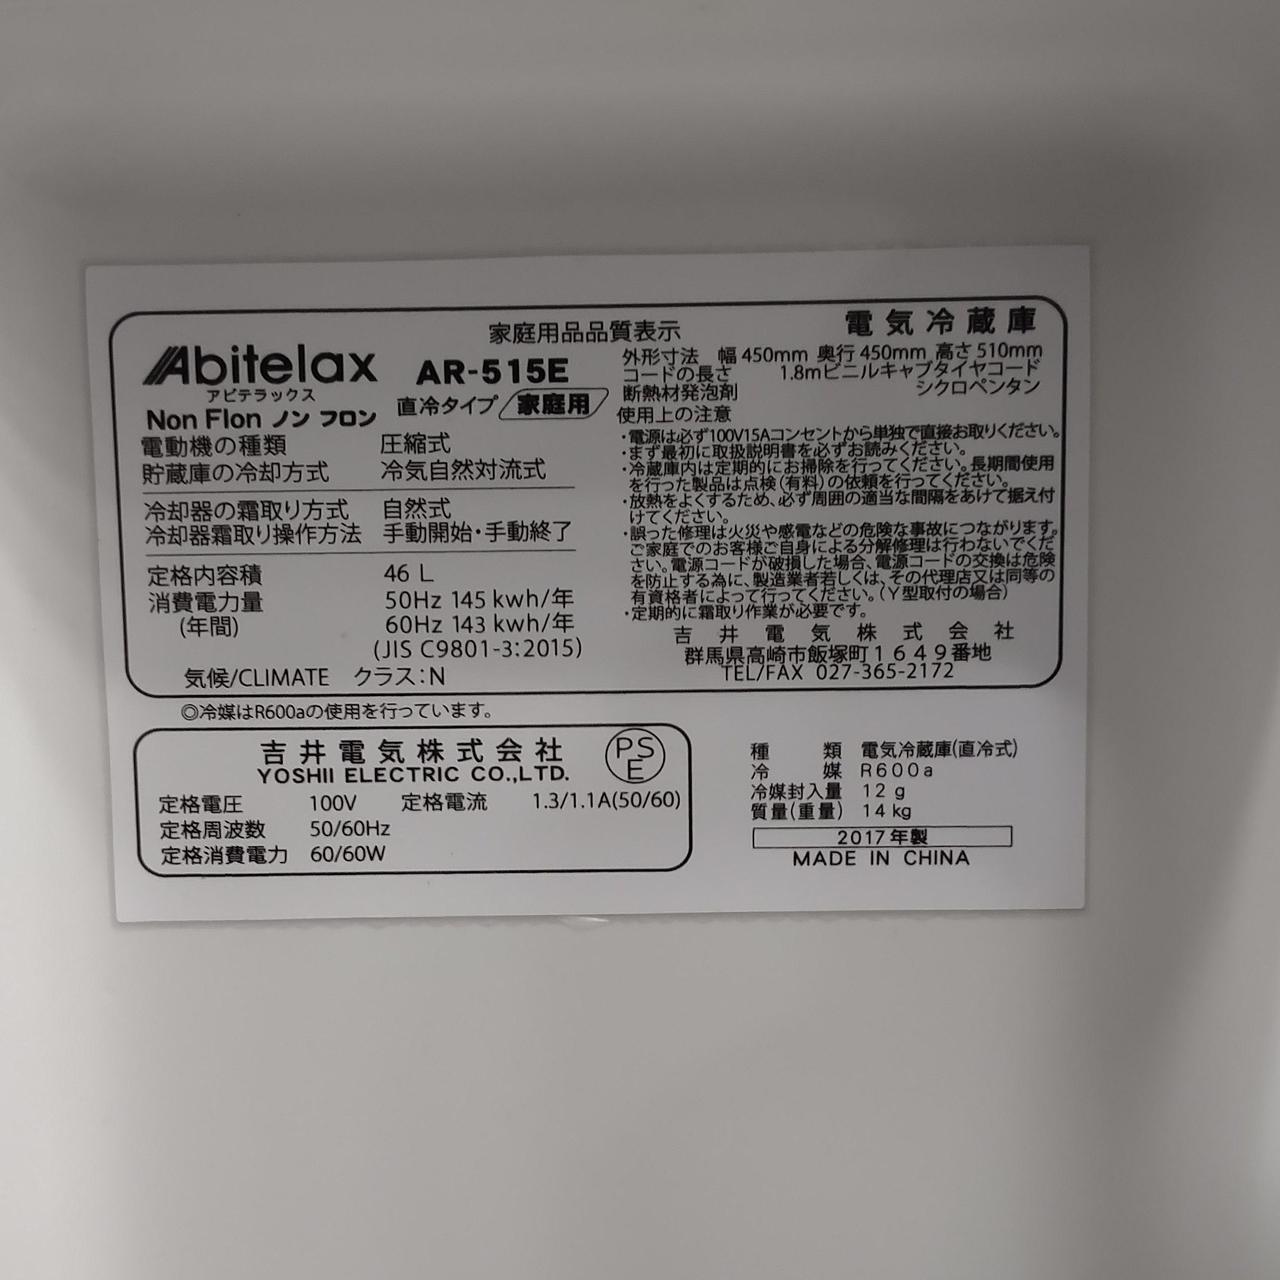 家庭用品品質表示
電気冷蔵庫
Abitelax
アビテラックス
AR-515E
Non Flon ノン フロン
直冷タイプ 家庭用
電動機の種類 圧縮式
貯蔵庫の冷却方式 冷気自然対流式
冷却器の霜取り方式 自然式
冷却器霜取り操作方法 手動開始・手動終了
定格内容積 46 L
消費電力量 50Hz 145 kwh/年
(年間) 60Hz 143 kwh/年
(JIS C9801-3:2015)
気候/CLIMATE クラス:N
外形寸法 幅 450mm 奥行 450mm 高さ 510mm
コードの長さ 1.8mビニルキャブタイヤコード
断熱材発泡剤 シクロペンタン
使用上の注意
・電源は必ず100V15Aコンセントから単独で直接お取りください。
・まず最初に取扱説明書を必ずお読みください。
・冷蔵庫内は定期的にお掃除を行ってください。長期間使用
を行った製品は点検(有料)の依頼を行ってください。
・放熱をよくするため、必ず周囲の適当な間隔をあけて据え付
けてください。
・誤った修理は火災や感電などの危険な事故につながります。
ご家庭でのお客様ご自身による分解修理は行わないでくだ
さい。電源コードが破損した場合、電源コードの交換は危険
を防止する為に、製造業者若しくは、その代理店又は同等の
有資格者によって行ってください。(Y型取付の場合)
・定期的に霜取り作業が必要です。
吉井電気株式会社
群馬県高崎市飯塚町1649番地
TEL/FAX 027-365-2172
◎冷媒はR600aの使用を行っています。
吉井電気株式会社
YOSHII ELECTRIC CO.,LTD.
PSE
定格電圧 100V 定格電流 1.3/1.1A(50/60)
定格周波数 50/60Hz
定格消費電力 60/60W
種類 電気冷蔵庫(直冷式)
冷媒 R600a
冷媒封入量 12 g
質量(重量) 14 kg
2017年製
MADE IN CHINA